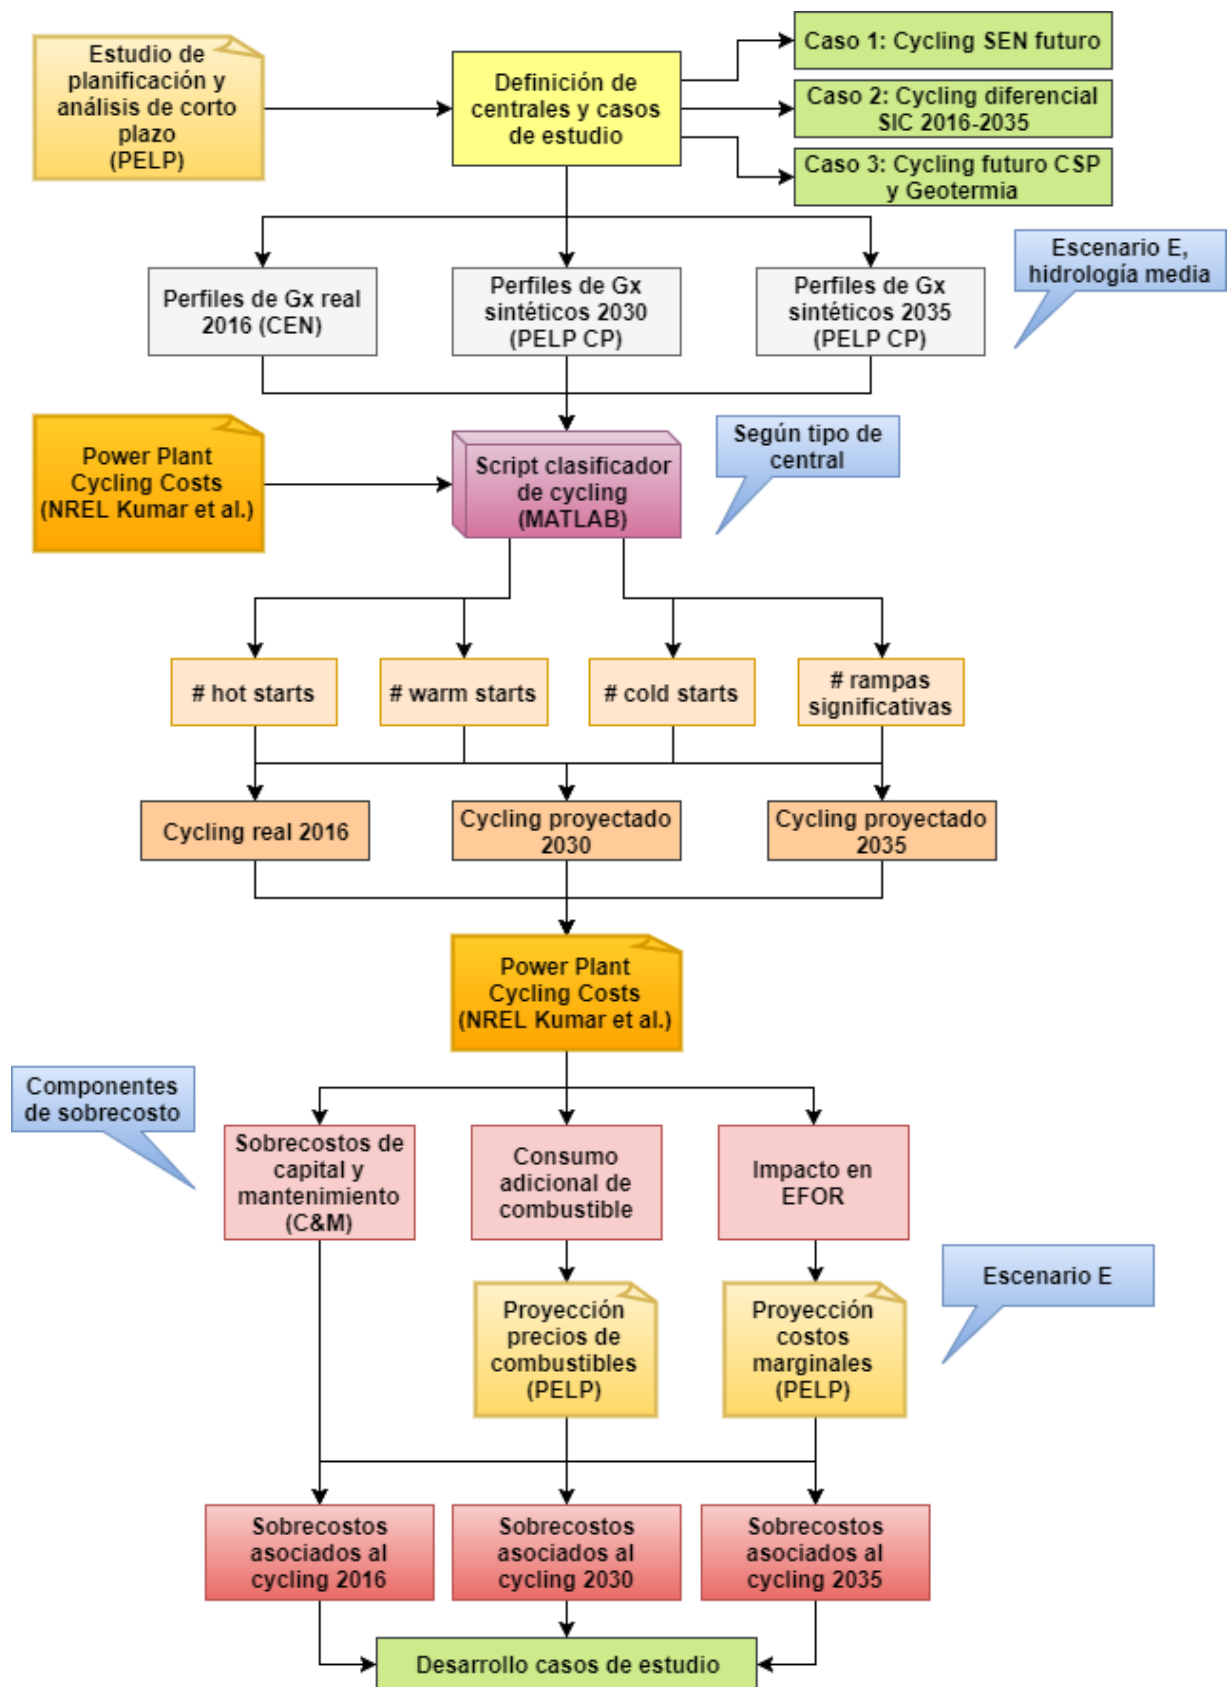 Estudio de
planificación y
análisis de corto
plazo
(PELP)
Definición de
centrales y casos
de estudio
Caso 1: Cycling SEN futuro
Caso 2: Cycling diferencial
SIC 2016-2035
Caso 3: Cycling futuro CSP
y Geotermia
Perfiles de Gx real
2016 (CEN)
Perfiles de Gx
sintéticos 2030
(PELP CP)
Perfiles de Gx
sintéticos 2035
(PELP CP)
Escenario E,
hidrología media
Power Plant
Cycling Costs
(NREL Kumar et al.)
Script clasificador
de cycling
(MATLAB)
Según tipo de
central
# hot starts
# warm starts
# cold starts
# rampas
significativas
Cycling real 2016
Cycling proyectado
2030
Cycling proyectado
2035
Power Plant
Cycling Costs
(NREL Kumar et al.)
Componentes
de sobrecosto
Sobrecostos de
capital y
mantenimiento
(C&M)
Consumo
adicional de
combustible
Impacto en
EFOR
Proyección
precios de
combustibles
(PELP)
Proyección
costos
marginales
(PELP)
Escenario E
Sobrecostos
asociados al
cycling 2016
Sobrecostos
asociados al
cycling 2030
Sobrecostos
asociados al
cycling 2035
Desarrollo casos de estudio